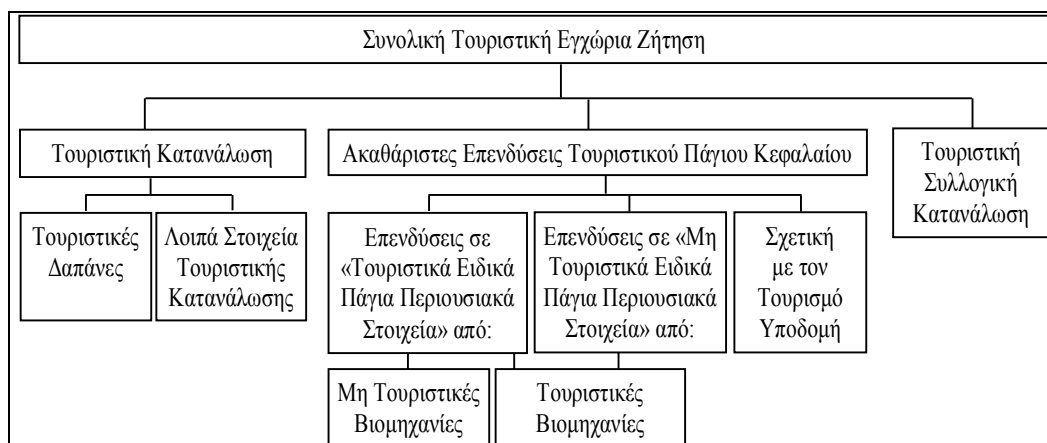 Συνολική Τουριστική Εγχώρια Ζήτηση
Τουριστική Κατανάλωση
Ακαθάριστες Επενδύσεις Τουριστικού Πάγιου Κεφαλαίου
Τουριστική
Συλλογική
Κατανάλωση
Τουριστικές
Δαπάνες
Λοιπά Στοιχεία
Τουριστικής
Κατανάλωσης
Επενδύσεις σε
«Τουριστικά Ειδικά
Πάγια Περιουσιακά
Στοιχεία» από:
Επενδύσεις σε «Μη
Τουριστικά Ειδικά
Πάγια Περιουσιακά
Στοιχεία» από:
Σχετική
με τον
Τουρισμό
Υποδομή
Μη Τουριστικές
Βιομηχανίες
Τουριστικές
Βιομηχανίες